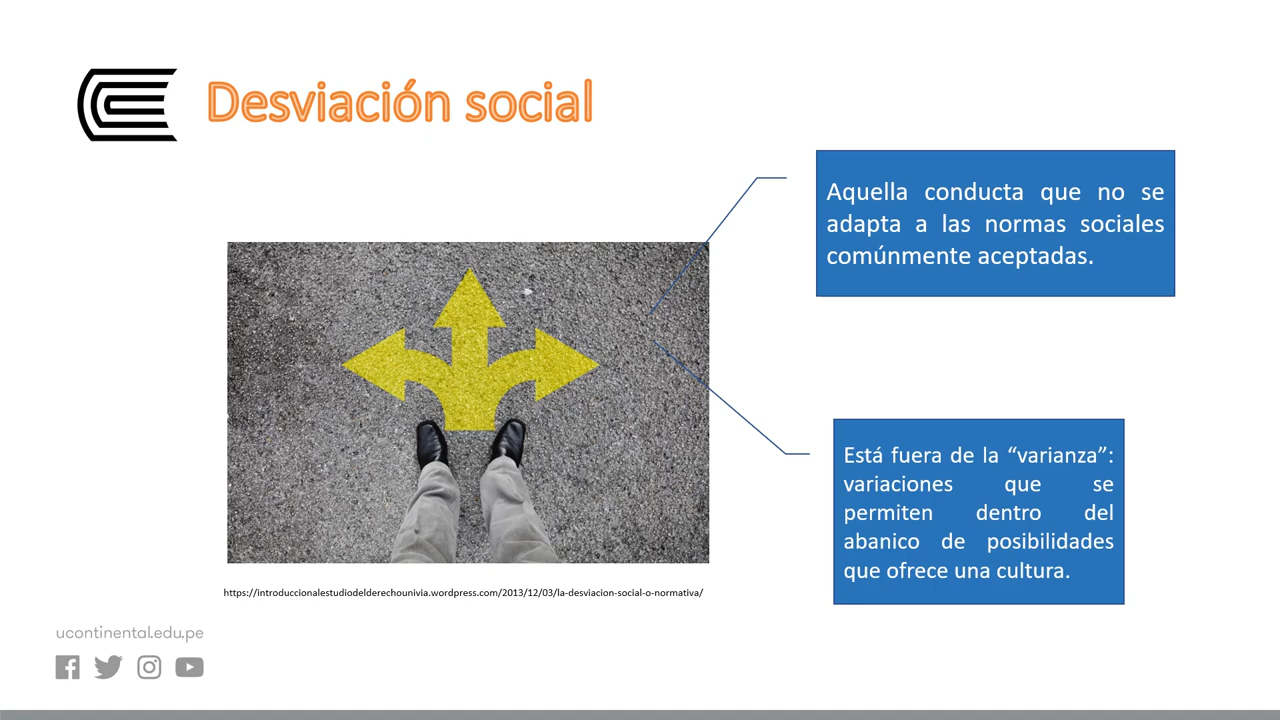 Desviación social
Aquella conducta que no se
adapta a las normas sociales
comúnmente aceptadas.
Está fuera de la “varianza”:
variaciones que se
permiten dentro del
abanico de posibilidades
que ofrece una cultura.
https://introduccionalestudiodelderechounivia.wordpress.com/2013/12/03/la-desviacion-social-o-normativa/
ucontinental.edu.pe